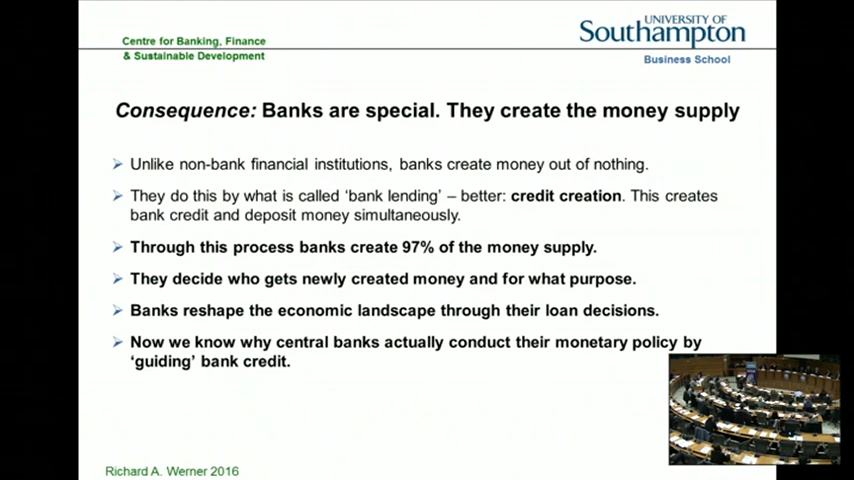 Centre for Banking, Finance
& Sustainable Development
UNIVERSITY OF
Southampton
Business School
Consequence: Banks are special. They create the money supply
Unlike non-bank financial institutions, banks create money out of nothing.
They do this by what is called ‘bank lending’ – better: credit creation. This creates
bank credit and deposit money simultaneously.
Through this process banks create 97% of the money supply.
They decide who gets newly created money and for what purpose.
Banks reshape the economic landscape through their loan decisions.
Now we know why central banks actually conduct their monetary policy by
‘guiding’ bank credit.
Richard A. Werner 2016